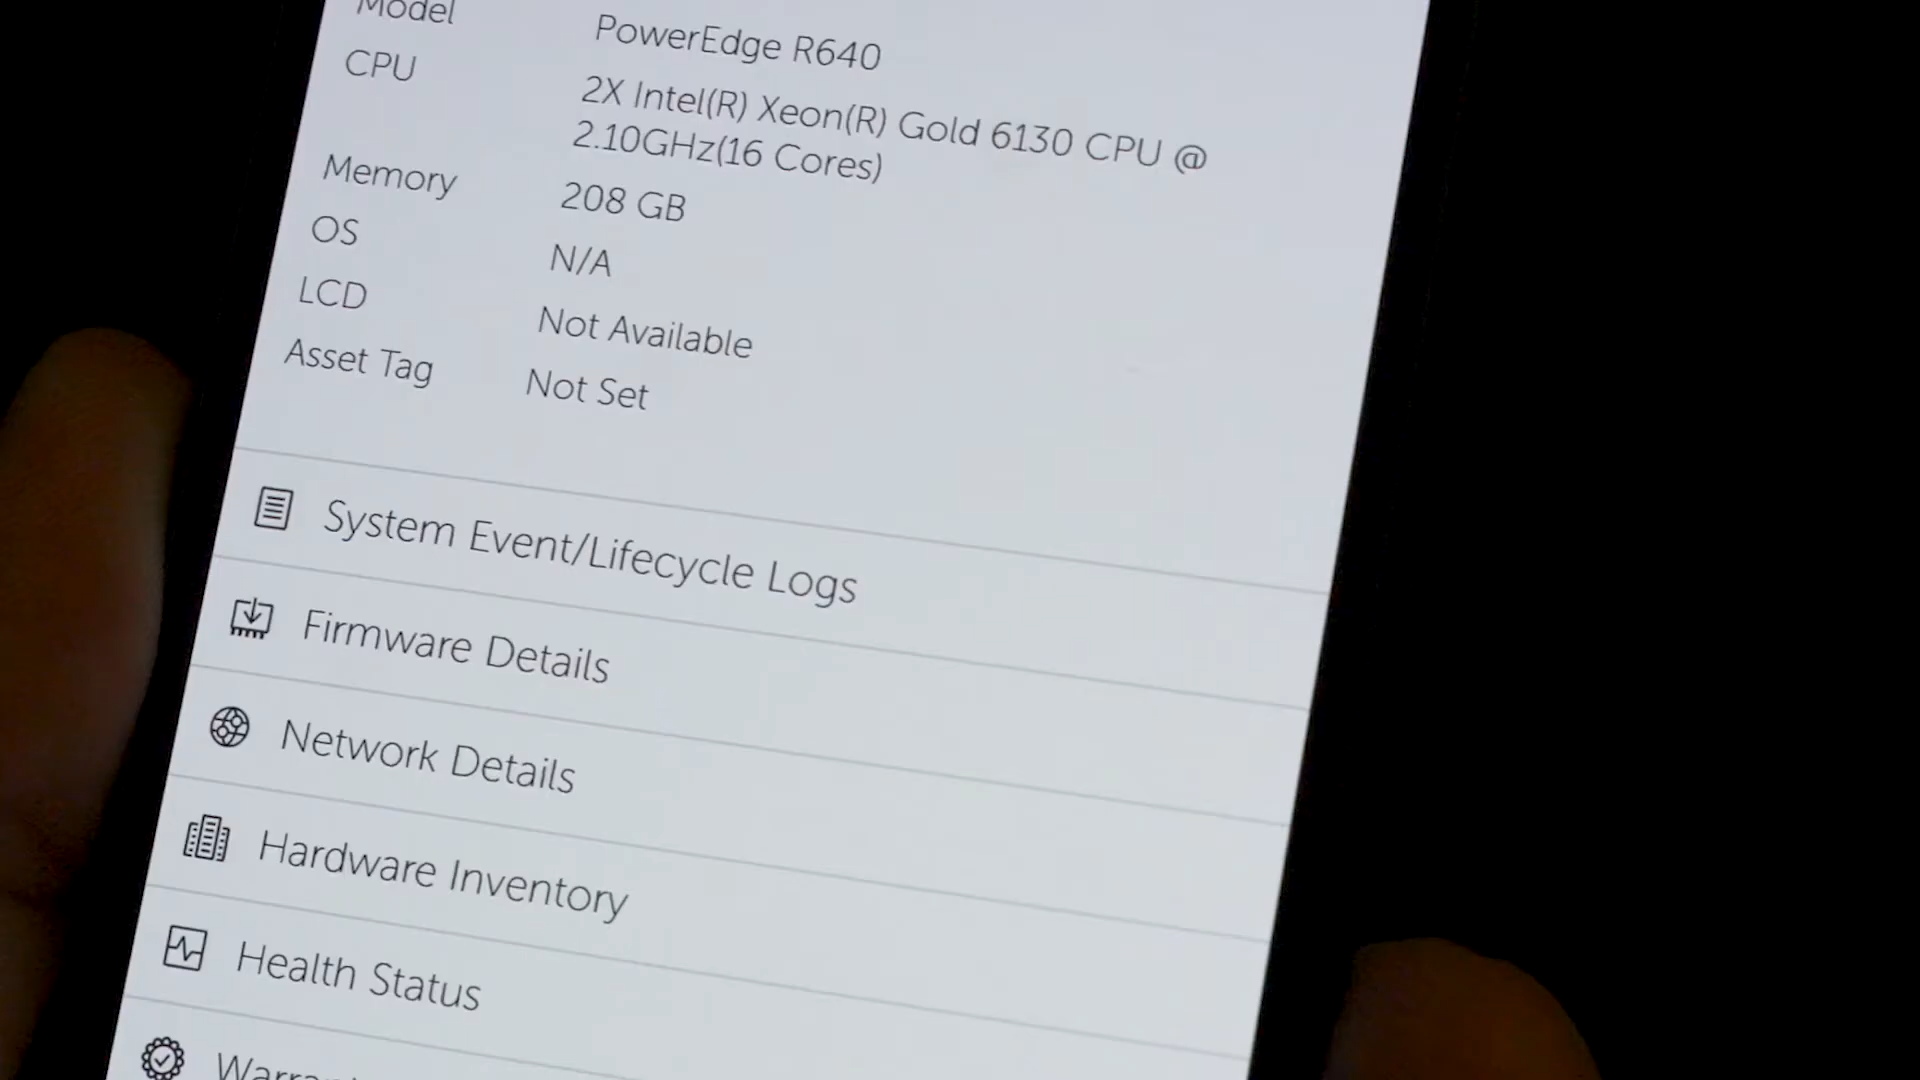 Model PowerEdge R640
CPU 2X Intel(R) Xeon(R) Gold 6130 CPU @
2.10GHz(16 Cores)
Memory 208 GB
OS N/A
LCD Not Available
Asset Tag Not Set
System Event/Lifecycle Logs
Firmware Details
Network Details
Hardware Inventory
Health Status